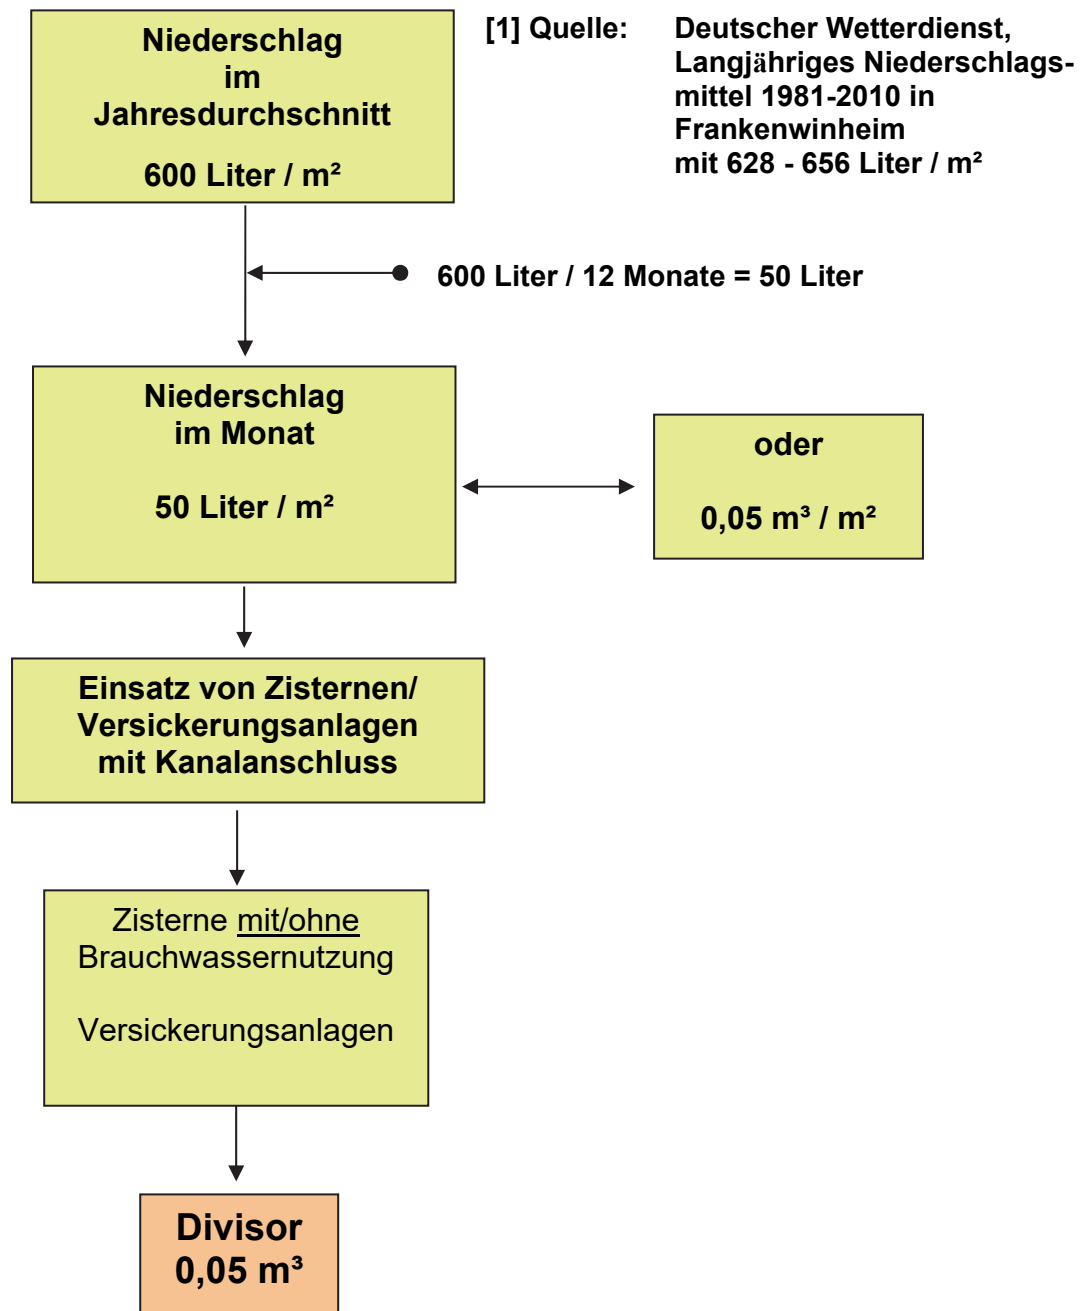 Niederschlag
im
Jahresdurchschnitt
600 Liter / m²
[1] Quelle: Deutscher Wetterdienst,
Langjähriges Niederschlags-
mittel 1981-2010 in
Frankenwinheim
mit 628 - 656 Liter / m²
600 Liter / 12 Monate = 50 Liter
Niederschlag
im Monat
50 Liter / m²
oder
0,05 m³ / m²
Einsatz von Zisternen/
Versickerungsanlagen
mit Kanalanschluss
Zisterne mit/ohne
Brauchwassernutzung
Versickerungsanlagen
Divisor
0,05 m³